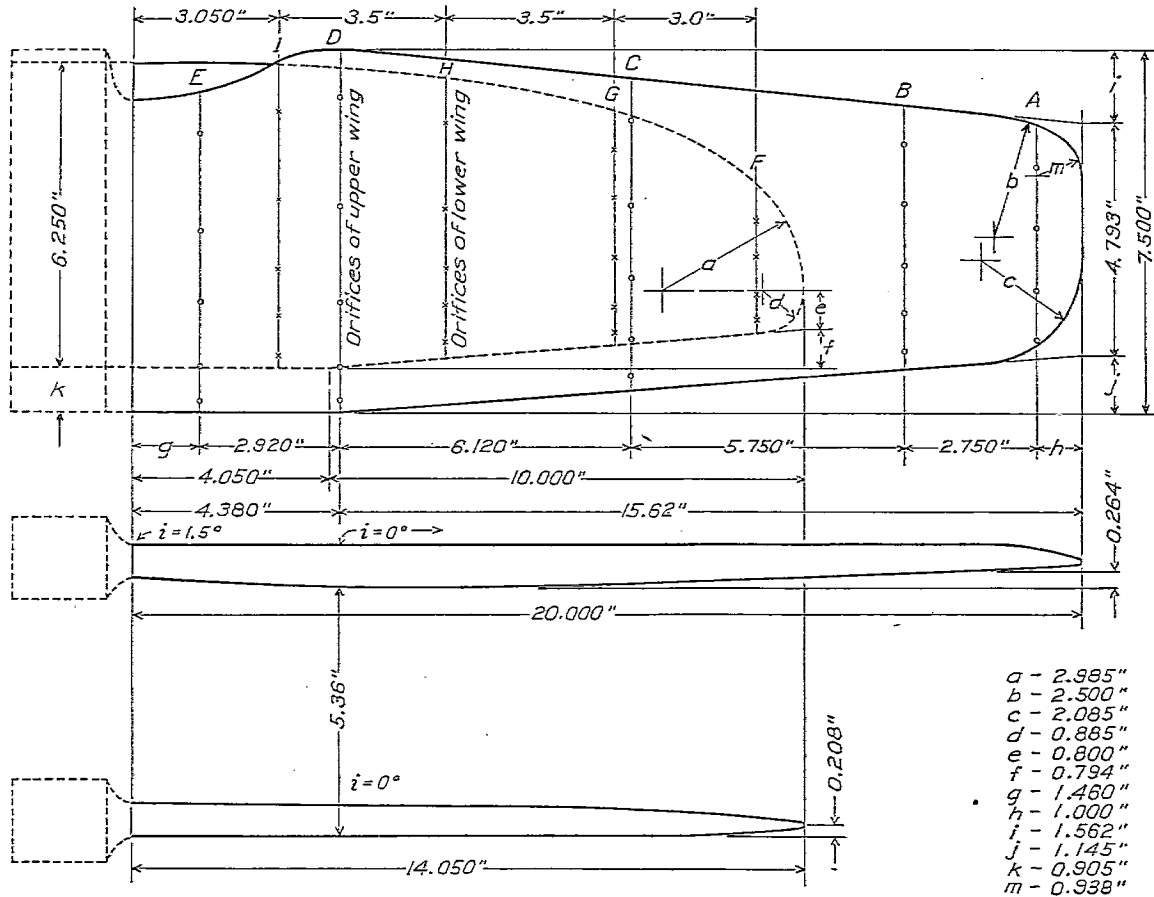 3.050"
3.5"
3.5"
3.0"
I
D
H
C
G
F
E
B
A
i
b
m
a
d
c
e
f
j
k
6.250"
Orifices of upper wing
Orifices of lower wing
4.793"
7.500"
g
2.920"
6.120"
5.750"
2.750"
h
4.050"
10.000"
4.380"
15.62"
0.264"
i=1.5°
i=0°
20.000"
5.36"
0.208"
i=0°
14.050"
a - 2.985"
b - 2.500"
c - 2.085"
d - 0.885"
e - 0.800"
f - 0.794"
g - 1.460"
h - 1.000"
i - 1.562"
j - 1.145"
k - 0.905"
m - 0.938"